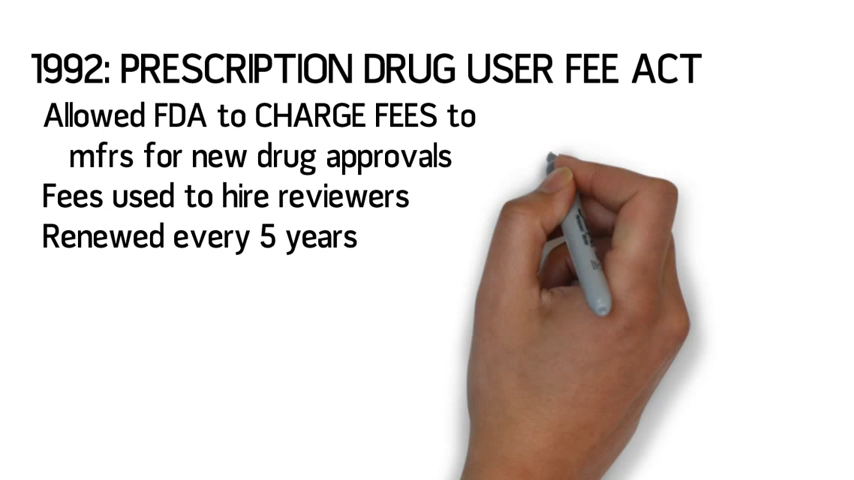 1992: PRESCRIPTION DRUG USER FEE ACT
Allowed FDA to CHARGE FEES to
mfrs for new drug approvals
Fees used to hire reviewers
Renewed every 5 years